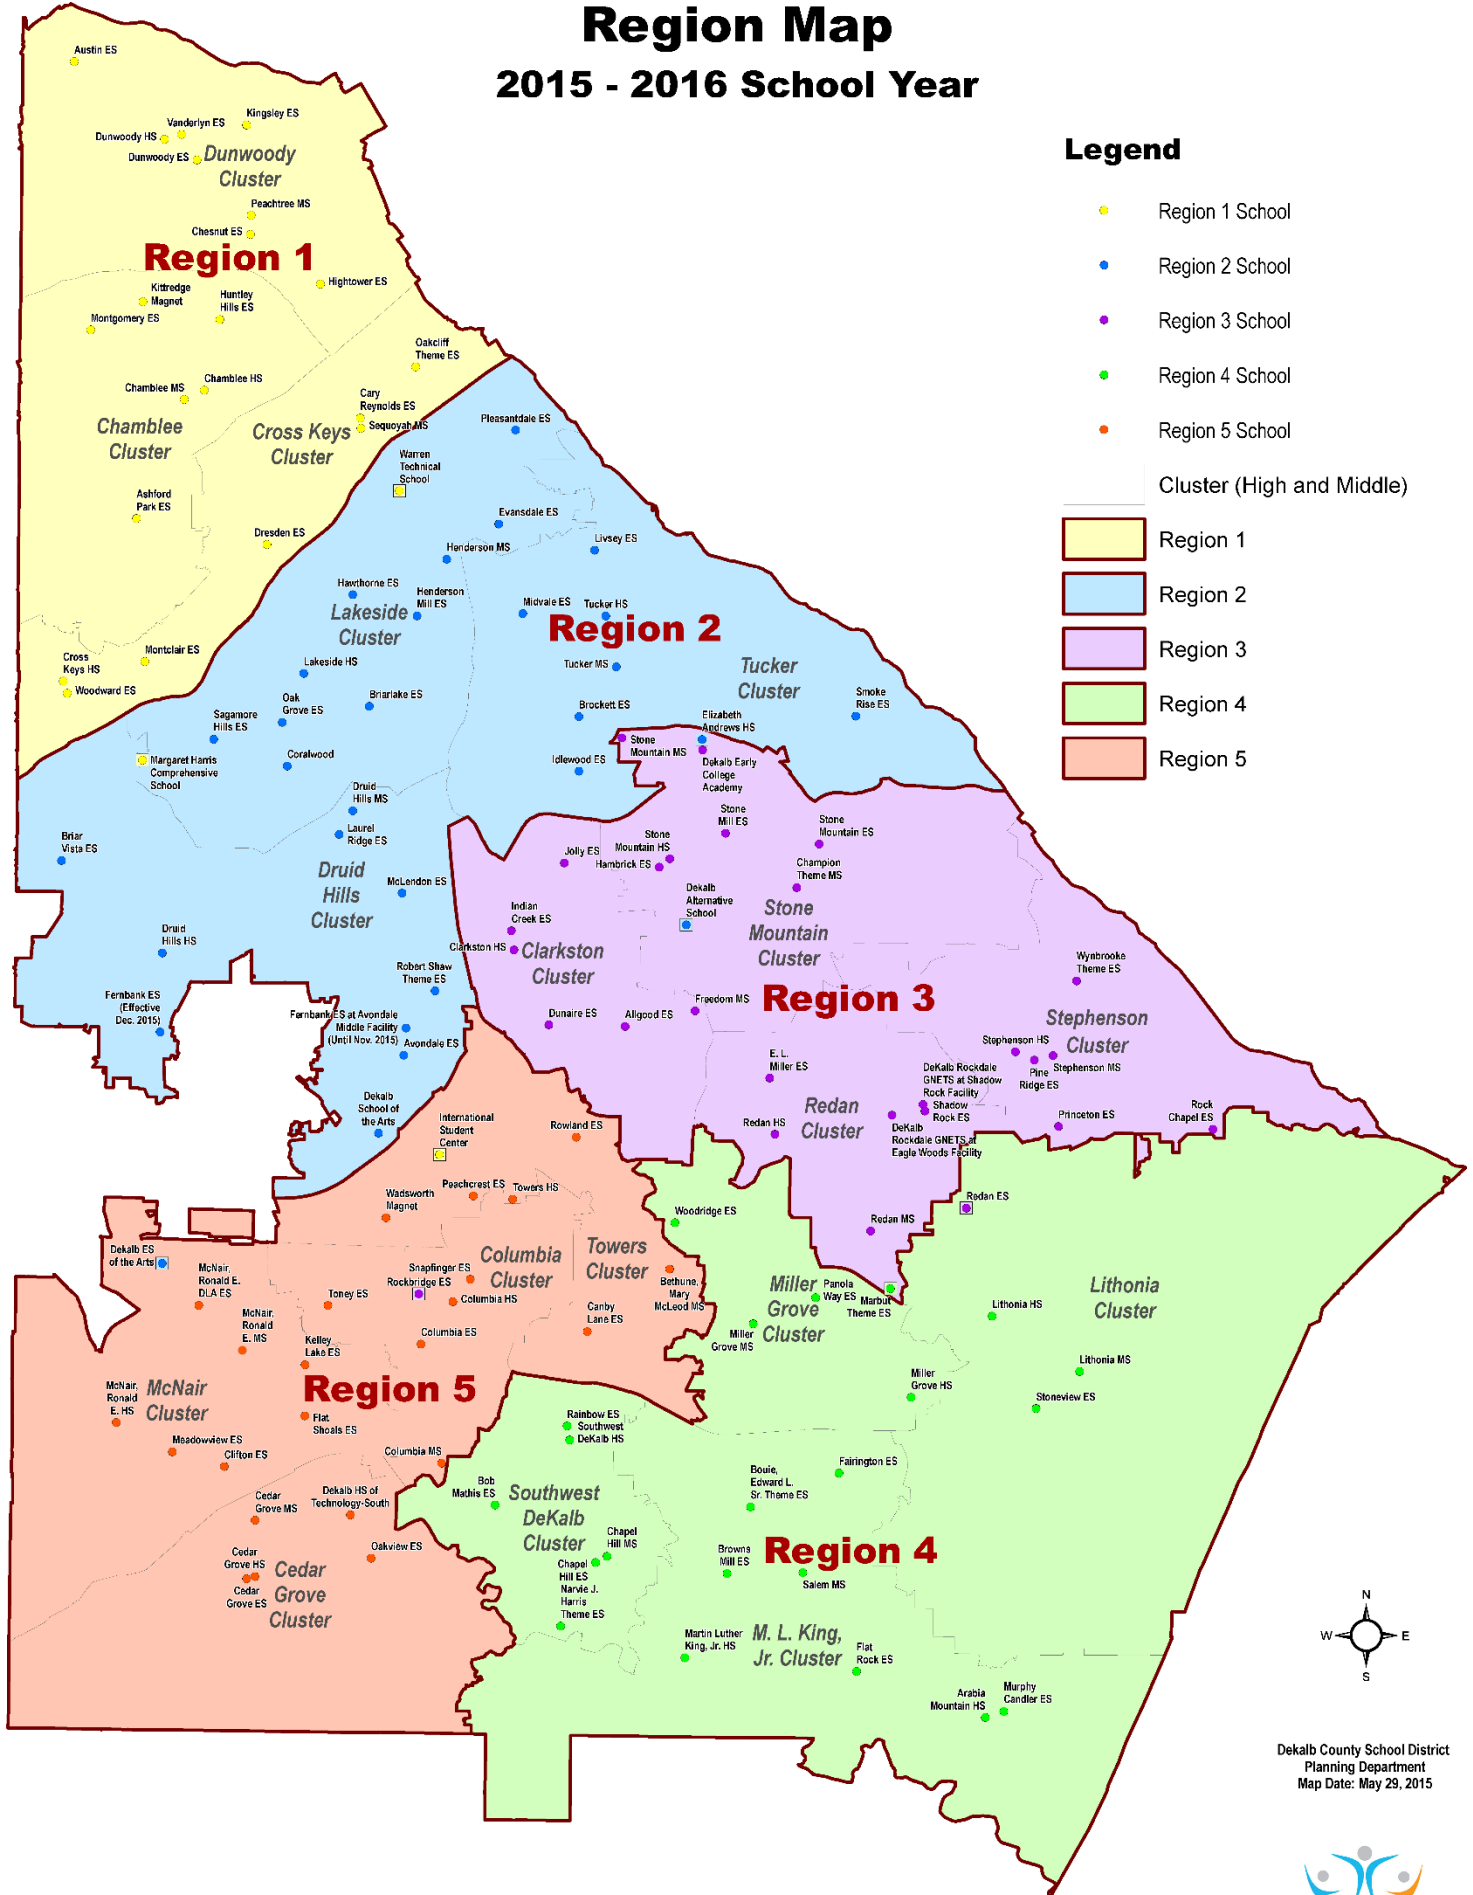 Region Map
2015 - 2016 School Year
Legend
Region 1 School
Region 2 School
Region 3 School
Region 4 School
Region 5 School
Cluster (High and Middle)
Region 1
Region 2
Region 3
Region 4
Region 5
Austin ES
Kingsley ES
Vanderlyn ES
Dunwoody HS
Dunwoody ES
Dunwoody
Cluster
Peachtree MS
Chesnut ES
Region 1
Hightower ES
Kittredge
Magnet
Huntley
Hills ES
Montgomery ES
Oakcliff
Theme ES
Chamblee HS
Chamblee MS
Cary
Reynolds ES
Sequoyah MS
Chamblee
Cluster
Cross Keys
Cluster
Ashford
Park ES
Dresden ES
Montclair ES
Cross
Keys HS
Woodward ES
Pleasantdale ES
Warren
Technical
School
Evansdale ES
Livsey ES
Henderson MS
Hawthorne ES
Henderson
Mill ES
Lakeside
Cluster
Midvale ES
Tucker HS
Region 2
Lakeside HS
Tucker MS
Tucker
Cluster
Oak
Grove ES
Briarlake ES
Brockett ES
Smoke
Rise ES
Sagamore
Hills ES
Elizabeth
Andrews HS
Margaret Harris
Comprehensive
School
Coralwood
Idlewood ES
Stone
Mountain MS
Dekalb Early
College
Academy
Druid
Hills MS
Laurel
Ridge ES
Briar
Vista ES
Druid
Hills
Cluster
McLendon ES
Druid
Hills HS
Robert Shaw
Theme ES
Fernbank ES
(Effective
Dec. 2015)
Fernbank ES at Avondale
Middle Facility
(Until Nov. 2015)
Avondale ES
Dekalb
School of
the Arts
Stone
Mill ES
Stone
Mountain ES
Stone
Mountain HS
Jolly ES
Hambrick ES
Champion
Theme MS
Dekalb
Alternative
School
Stone
Mountain
Cluster
Indian
Creek ES
Clarkston HS
Clarkston
Cluster
Wynbrooke
Theme ES
Region 3
Freedom MS
Dunaire ES
Allgood ES
Stephenson
Cluster
Stephenson HS
Stephenson MS
Pine
Ridge ES
E. L.
Miller ES
DeKalb Rockdale
GNETS at Shadow
Rock Facility
Shadow
Rock ES
Redan
Cluster
Redan HS
DeKalb
Rockdale GNETS at
Eagle Woods Facility
Princeton ES
Rock
Chapel ES
Redan ES
Redan MS
International
Student
Center
Rowland ES
Wadsworth
Magnet
Peachcrest ES
Towers HS
Woodridge ES
Dekalb ES
of the Arts
McNair,
Ronald E.
DLA ES
Snapfinger ES
Rockbridge ES
Columbia
Cluster
Towers
Cluster
Bethune,
Mary
McLeod MS
Toney ES
Columbia HS
Canby
Lane ES
McNair,
Ronald
E. MS
Kelley
Lake ES
Columbia ES
McNair,
Ronald
E. HS
McNair
Cluster
Region 5
Flat
Shoals ES
Meadowview ES
Clifton ES
Columbia MS
Cedar
Grove MS
Dekalb HS of
Technology-South
Oakview ES
Cedar
Grove HS
Cedar
Grove ES
Cedar
Grove
Cluster
Miller
Grove
Cluster
Panola
Way ES
Marbut
Theme ES
Miller
Grove MS
Lithonia
Cluster
Lithonia HS
Lithonia MS
Miller
Grove HS
Stoneview ES
Rainbow ES
Southwest
DeKalb HS
Bob
Mathis ES
Southwest
DeKalb
Cluster
Bouie,
Edward L.
Sr. Theme ES
Fairington ES
Chapel
Hill MS
Chapel
Hill ES
Narvie J.
Harris
Theme ES
Browns
Mill ES
Region 4
Salem MS
Martin Luther
King, Jr. HS
M. L. King,
Jr. Cluster
Flat
Rock ES
Arabia
Mountain HS
Murphy
Candler ES
N
W
E
S
Dekalb County School District
Planning Department
Map Date: May 29, 2015